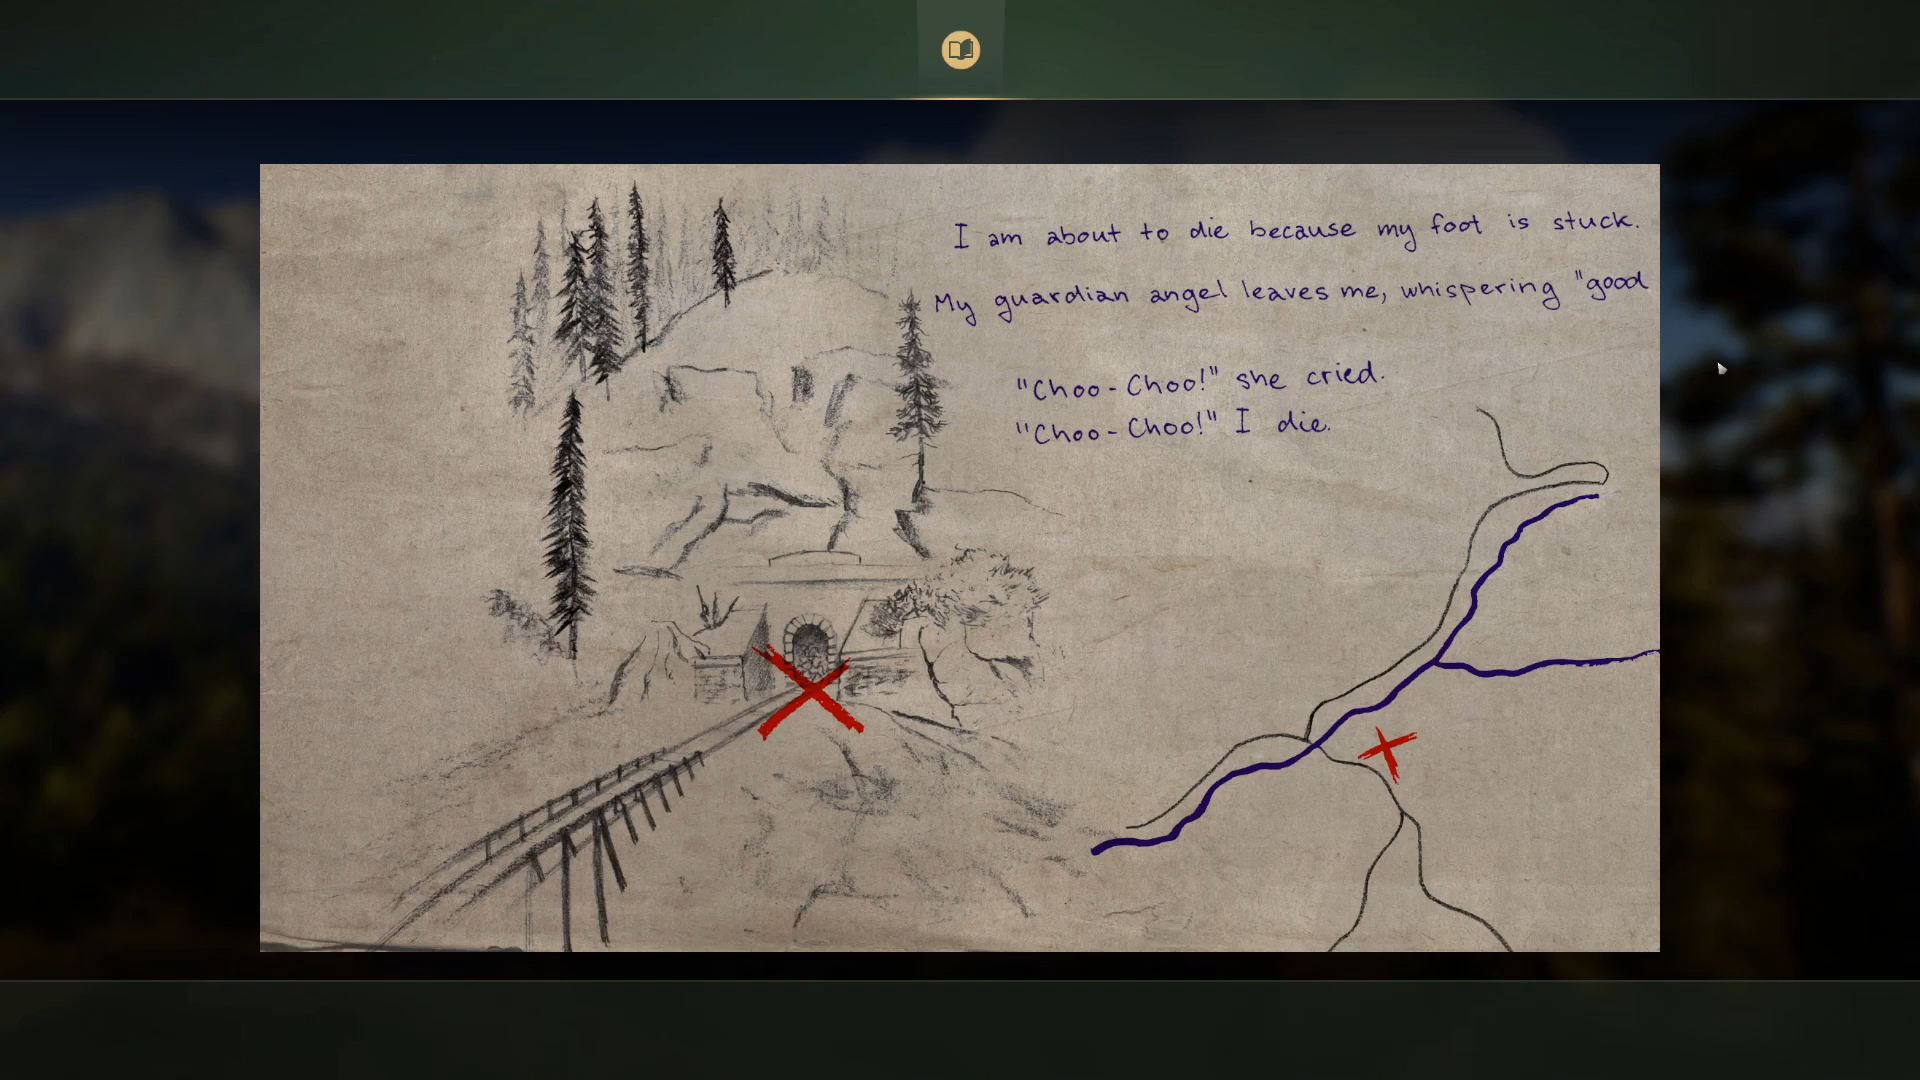 I am about to die because my foot is stuck.
My guardian angel leaves me, whispering "good
"Choo-Choo!" she cried.
"Choo-Choo!" I die.